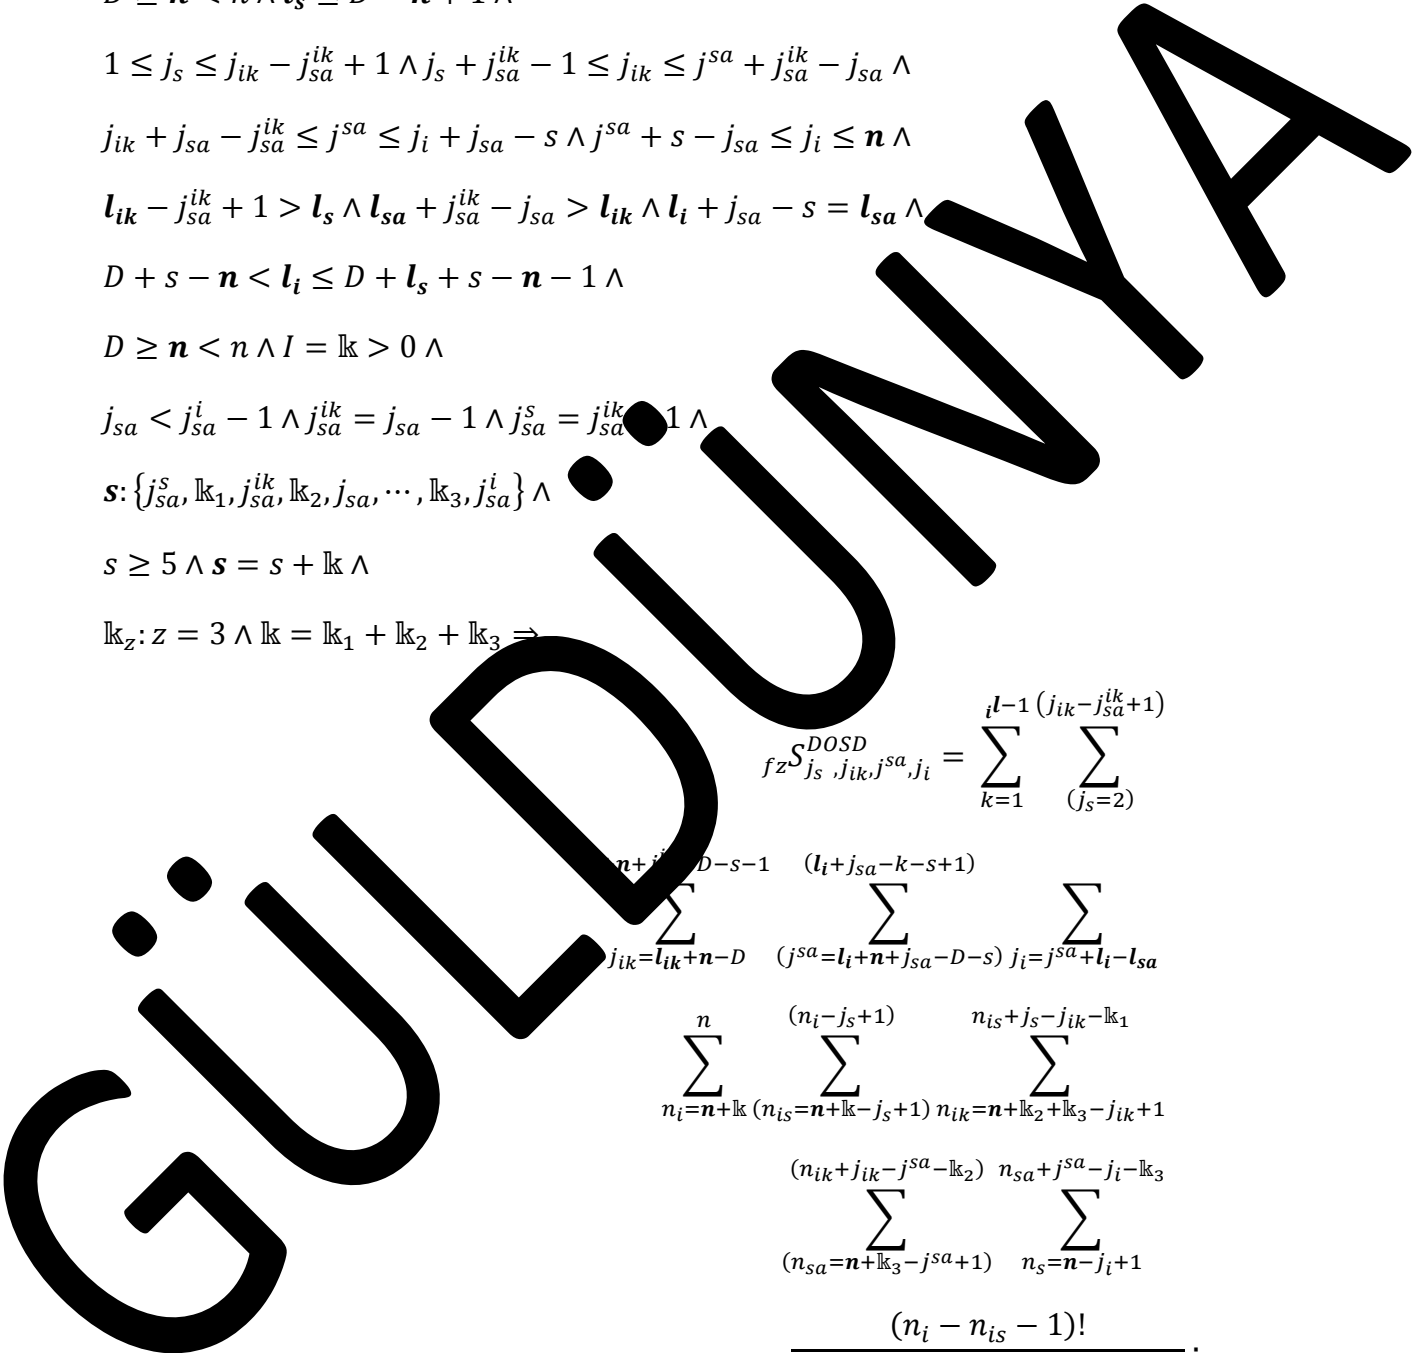 1 ≤ j_s ≤ j_{ik} − j_{sa}^{ik} + 1 ∧ j_s + j_{sa}^{ik} − 1 ≤ j_{ik} ≤ j^{sa} + j_{sa}^{ik} − j_{sa} ∧
j_{ik} + j_{sa} − j_{sa}^{ik} ≤ j^{sa} ≤ j_i + j_{sa} − s ∧ j^{sa} + s − j_{sa} ≤ j_i ≤ n ∧
l_{ik} − j_{sa}^{ik} + 1 > l_s ∧ l_{sa} + j_{sa}^{ik} − j_{sa} > l_{ik} ∧ l_i + j_{sa} − s = l_{sa} ∧
D + s − n < l_i ≤ D + l_s + s − n − 1 ∧
D ≥ n < n ∧ I = 𝕜 > 0 ∧
j_{sa} < j_{sa}^i − 1 ∧ j_{sa}^{ik} = j_{sa} − 1 ∧ j_{sa}^s = j_{sa}^{ik} 1 ∧
s: {j_{sa}^s, 𝕜_1, j_{sa}^{ik}, 𝕜_2, j_{sa}, ⋯, 𝕜_3, j_{sa}^i} ∧
s ≥ 5 ∧ s = s + 𝕜 ∧
𝕜_z: z = 3 ∧ 𝕜 = 𝕜_1 + 𝕜_2 + 𝕜_3 ⇒
_{fz}S_{j_s, j_{ik}, j^{sa}, j_i}^{DOSD} = ∑_{k=1}^{_il−1} ∑_{(j_s=2)}^{(j_{ik}−j_{sa}^{ik}+1)}
∑_{j_{ik}=l_{ik}+n−D} ∑_{(j^{sa}=l_i+n+j_{sa}−D−s)}^{(l_i+j_{sa}−k−s+1)} ∑_{j_i=j^{sa}+l_i−l_{sa}}
∑_{n_i=n+𝕜}^{n} ∑_{(n_{is}=n+𝕜−j_s+1)}^{(n_i−j_s+1)} ∑_{n_{ik}=n+𝕜_2+𝕜_3−j_{ik}+1}^{n_{is}+j_s−j_{ik}−𝕜_1}
∑_{(n_{sa}=n+𝕜_3−j^{sa}+1)}^{(n_{ik}+j_{ik}−j^{sa}−𝕜_2)} ∑_{n_s=n−j_i+1}^{n_{sa}+j^{sa}−j_i−𝕜_3}
(n_i − n_{is} − 1)!
GÜLDÜNYA